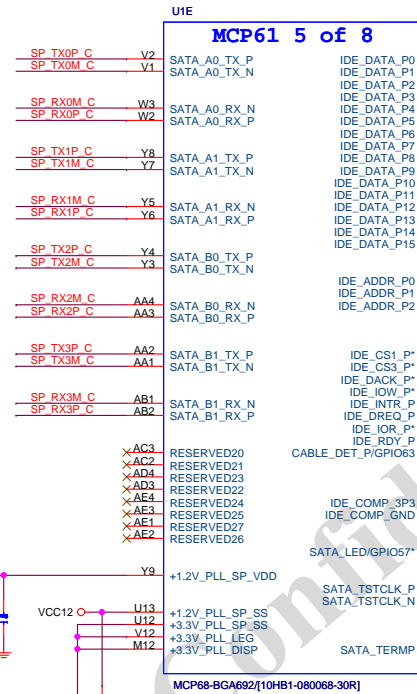 U1E
MCP61 5 of 8
SP_TX0P_C V2 SATA_A0_TX_P IDE_DATA_P0
SP_TX0M_C V1 SATA_A0_TX_N IDE_DATA_P1
IDE_DATA_P2
IDE_DATA_P3
SP_RX0M_C W3 SATA_A0_RX_N IDE_DATA_P4
SP_RX0P_C W2 SATA_A0_RX_P IDE_DATA_P5
IDE_DATA_P6
IDE_DATA_P7
SP_TX1P_C Y8 SATA_A1_TX_P IDE_DATA_P8
SP_TX1M_C Y7 SATA_A1_TX_N IDE_DATA_P9
IDE_DATA_P10
IDE_DATA_P11
SP_RX1M_C Y5 SATA_A1_RX_N IDE_DATA_P12
SP_RX1P_C Y6 SATA_A1_RX_P IDE_DATA_P13
IDE_DATA_P14
IDE_DATA_P15
SP_TX2P_C Y4 SATA_B0_TX_P
SP_TX2M_C Y3 SATA_B0_TX_N
IDE_ADDR_P0
IDE_ADDR_P1
SP_RX2M_C AA4 SATA_B0_RX_N IDE_ADDR_P2
SP_RX2P_C AA3 SATA_B0_RX_P
SP_TX3P_C AA2 SATA_B1_TX_P IDE_CS1_P*
SP_TX3M_C AA1 SATA_B1_TX_N IDE_CS3_P*
IDE_DACK_P*
IDE_IOW_P*
SP_RX3M_C AB1 SATA_B1_RX_N IDE_INTR_P
SP_RX3P_C AB2 SATA_B1_RX_P IDE_DREQ_P
IDE_IOR_P*
IDE_RDY_P
AC3 RESERVED20 CABLE_DET_P/GPIO63
AC2 RESERVED21
AD4 RESERVED23
AD3 RESERVED22
AE4 RESERVED24 IDE_COMP_3P3
AE3 RESERVED25 IDE_COMP_GND
AE1 RESERVED27
AE2 RESERVED26
SATA_LED/GPIO57*
Y9 +1.2V_PLL_SP_VDD
SATA_TSTCLK_P
SATA_TSTCLK_N
VCC12 U13 +1.2V_PLL_SP_SS
U12 +3.3V_PLL_SP_SS
V12 +3.3V_PLL_LEG
M12 +3.3V_PLL_DISP SATA_TERMP
MCP68-BGA692/[10HB1-080068-30R]
Confid